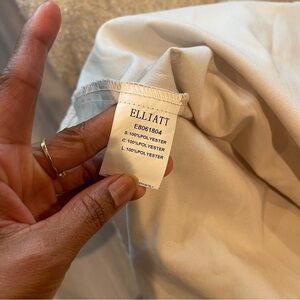 ELLIATT
E8061804
S:100%POLYESTER
C:100%POLYESTER
L:100%POLYESTER